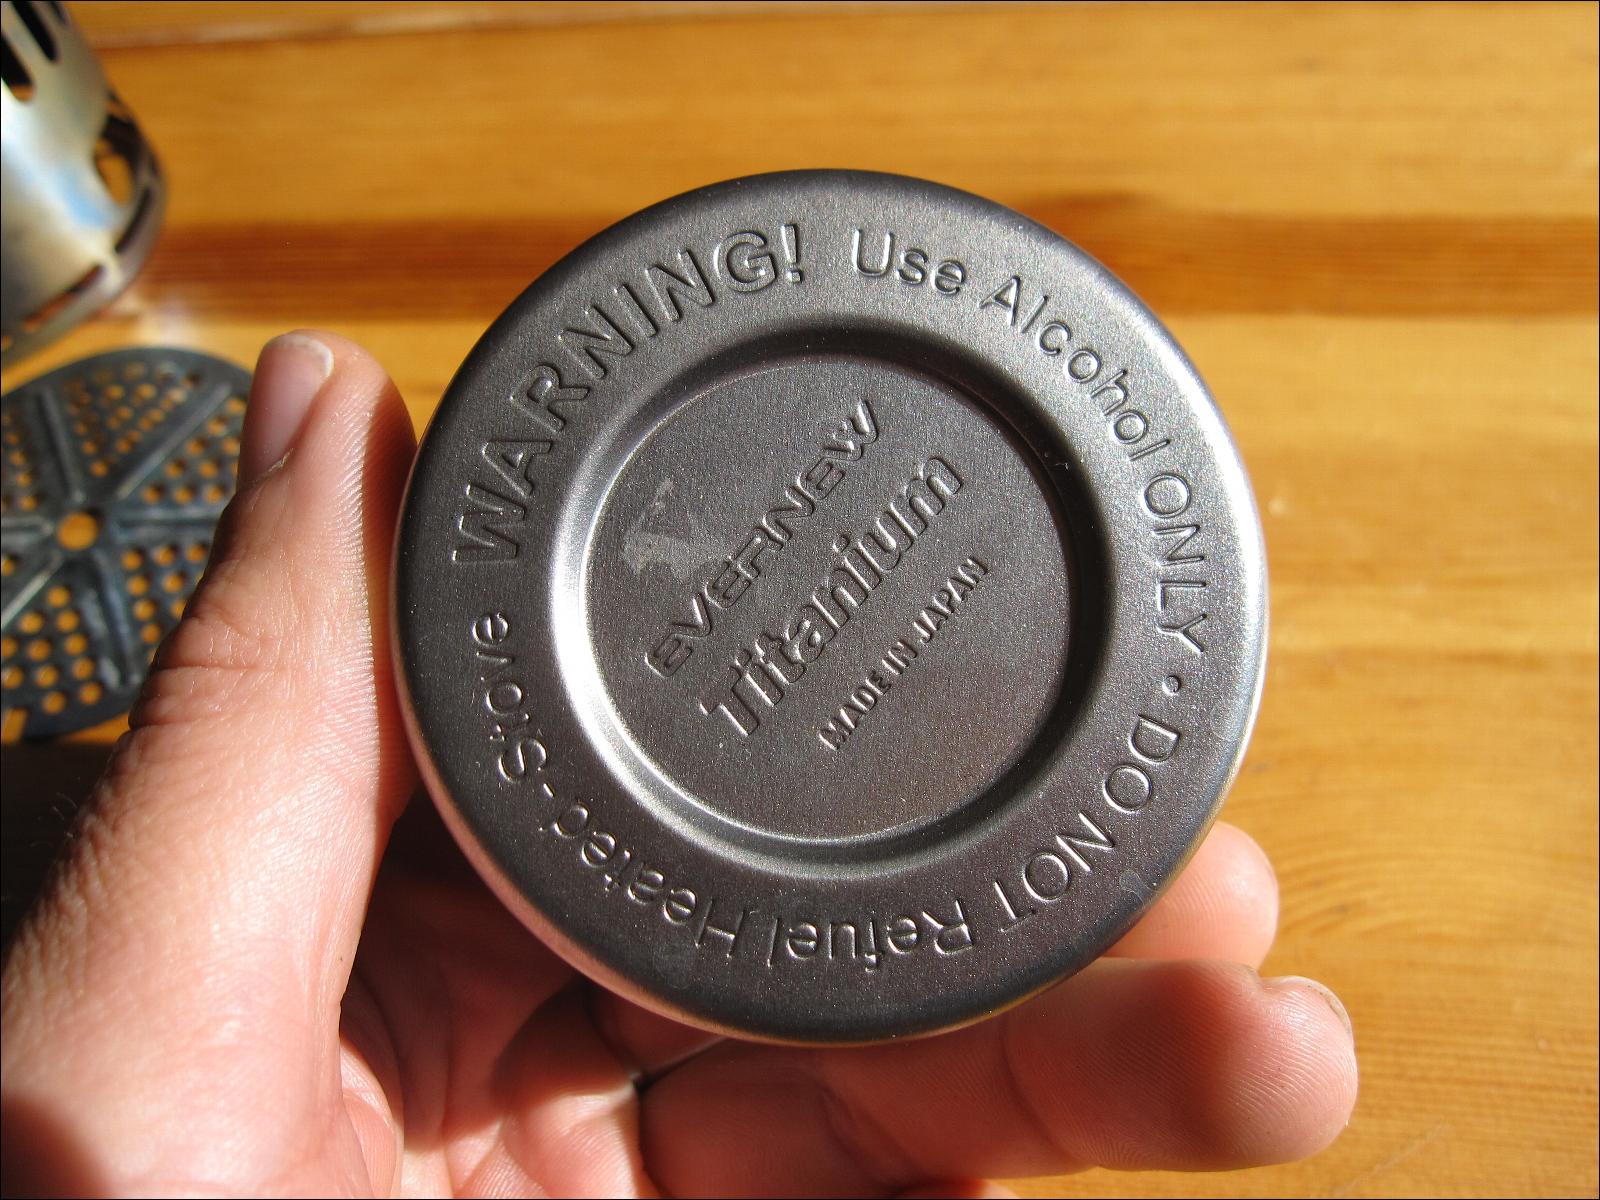 WARNING! Use Alcohol ONLY • DO NOT Refuel Heated-Stove
EVERNEW
Titanium
MADE IN JAPAN